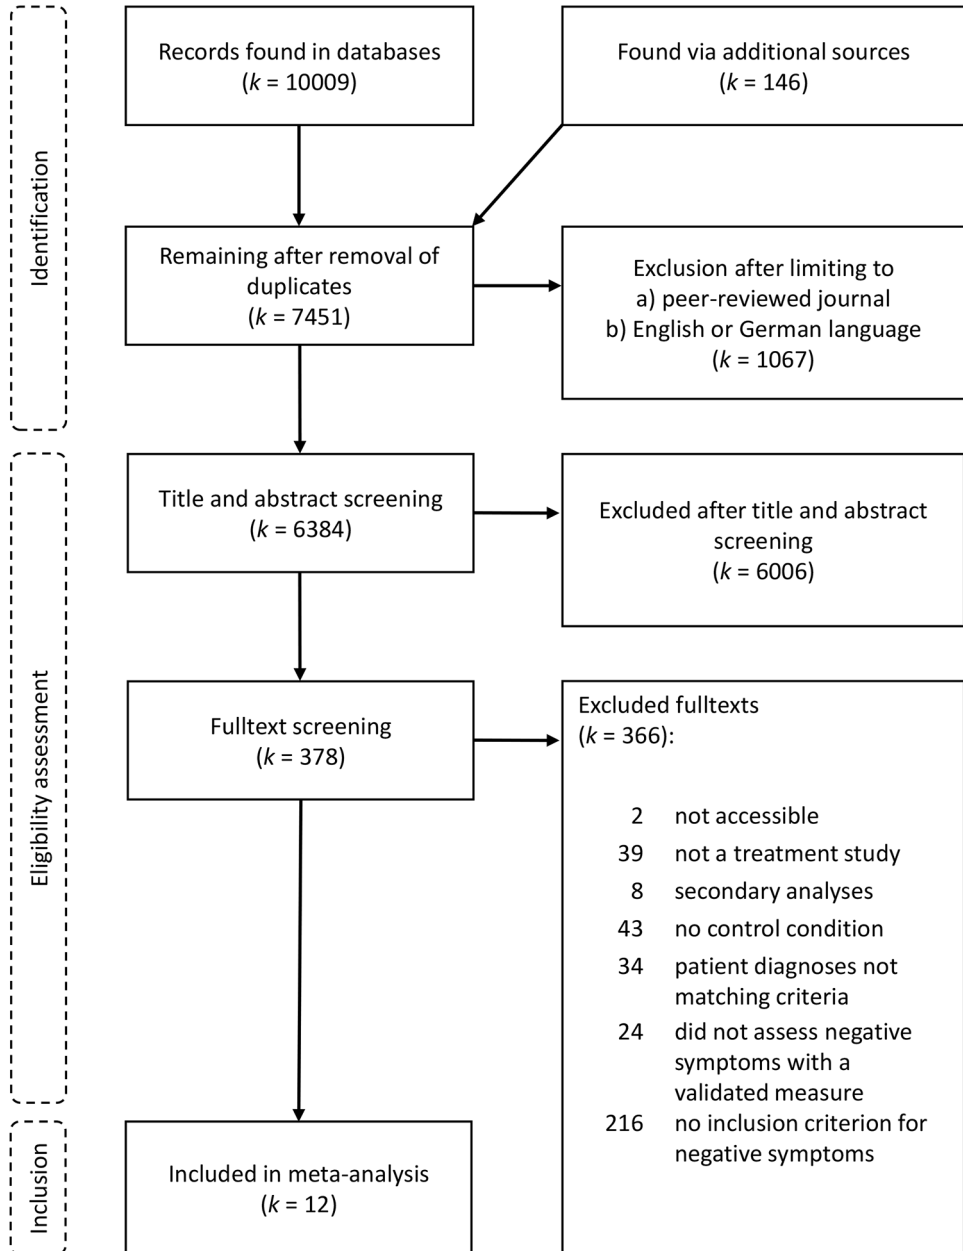 Identification
Records found in databases
(k = 10009)
Found via additional sources
(k = 146)
Remaining after removal of
duplicates
(k = 7451)
Exclusion after limiting to
a) peer-reviewed journal
b) English or German language
(k = 1067)
Eligibility assessment
Title and abstract screening
(k = 6384)
Excluded after title and abstract
screening
(k = 6006)
Fulltext screening
(k = 378)
Excluded fulltexts
(k = 366):
2 not accessible
39 not a treatment study
8 secondary analyses
43 no control condition
34 patient diagnoses not
matching criteria
24 did not assess negative
symptoms with a
validated measure
216 no inclusion criterion for
negative symptoms
Inclusion
Included in meta-analysis
(k = 12)